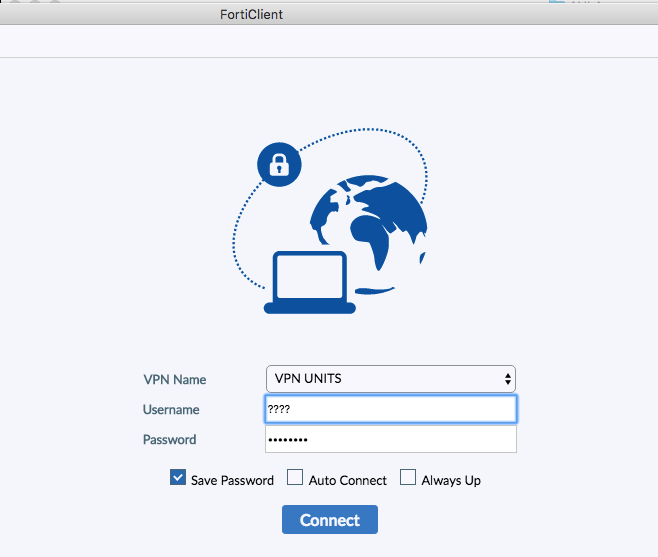 FortiClient
VPN Name VPN UNITS
Username ????
Password ••••••••
Save Password Auto Connect Always Up
Connect